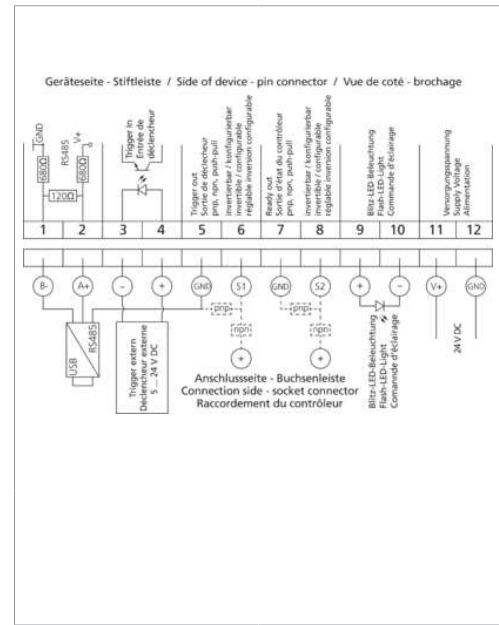 Geräteseite - Stiftleiste / Side of device - pin connector / Vue de coté - brochage
GND
680Ω
RS485
120Ω
V+
680Ω
Trigger in
Entrée de
déclencheur
Trigger out
Sortie de déclecheur
pnp, npn, push-pull
invertierbar / konfigurierbar
invertible / configurable
réglable inversion configurable
Ready out
Sortie d'état du contrôleur
pnp, npn, push-pull
invertierbar / konfigurierbar
invertible / configurable
réglable inversion configurable
Blitz-LED-Beleuchtung
Flash-LED-Light
Commande d'éclairage
Versorgungsspannung
Supply Voltage
Alimentation
1 2 3 4 5 6 7 8 9 10 11 12
B- A+ - + GND S1 GND S2 + - V+ GND
pnp
pnp
npn
npn
+
+
USB
RS485
Trigger extern
Déclencheur externe
5 ... 24 V DC
Blitz-LED-Beleuchtung
Flash-LED-Light
Comannde d'éclairage
24 V DC
Anschlussseite - Buchsenleiste
Connection side - socket connector
Raccordement du contrôleur